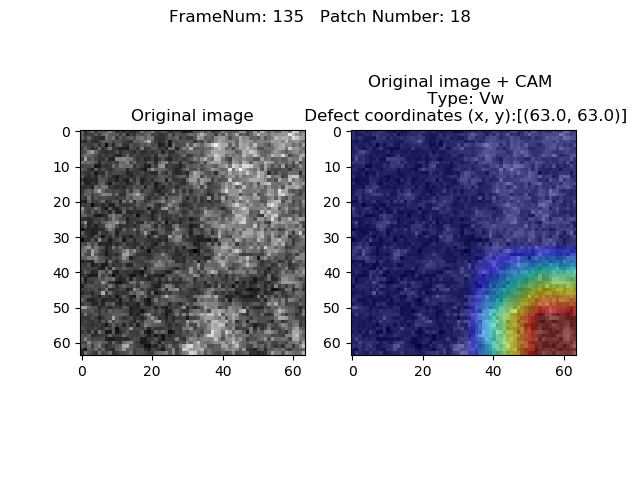 FrameNum: 135   Patch Number: 18
Original image
0
10
20
30
40
50
60
0 20 40 60
Original image + CAM
Type: Vw
Defect coordinates (x, y):[(63.0, 63.0)]
0
10
20
30
40
50
60
0 20 40 60